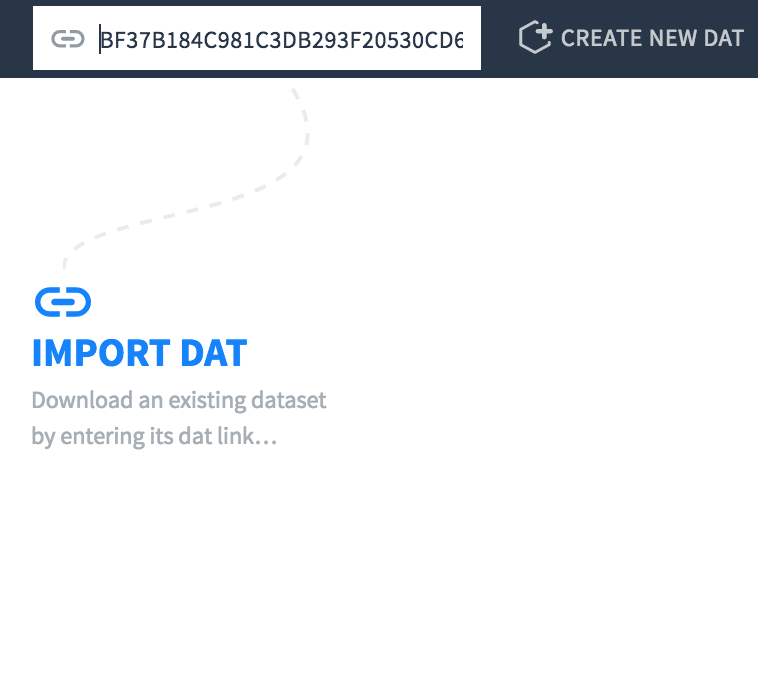 BF37B184C981C3DB293F20530CD6
CREATE NEW DAT
IMPORT DAT
Download an existing dataset
by entering its dat link…